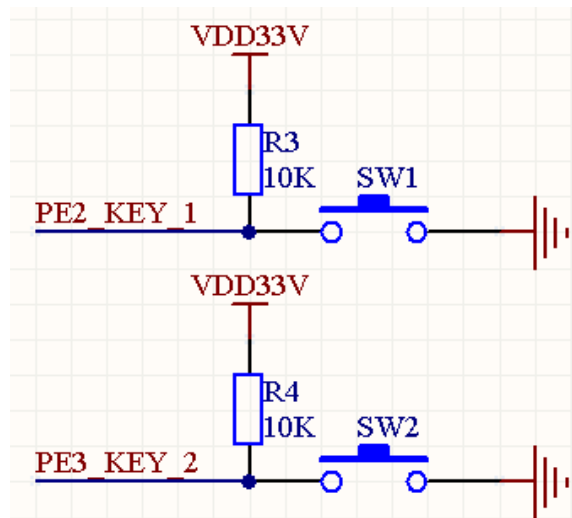 VDD33V
R3
10K
SW1
PE2_KEY_1
VDD33V
R4
10K
SW2
PE3_KEY_2